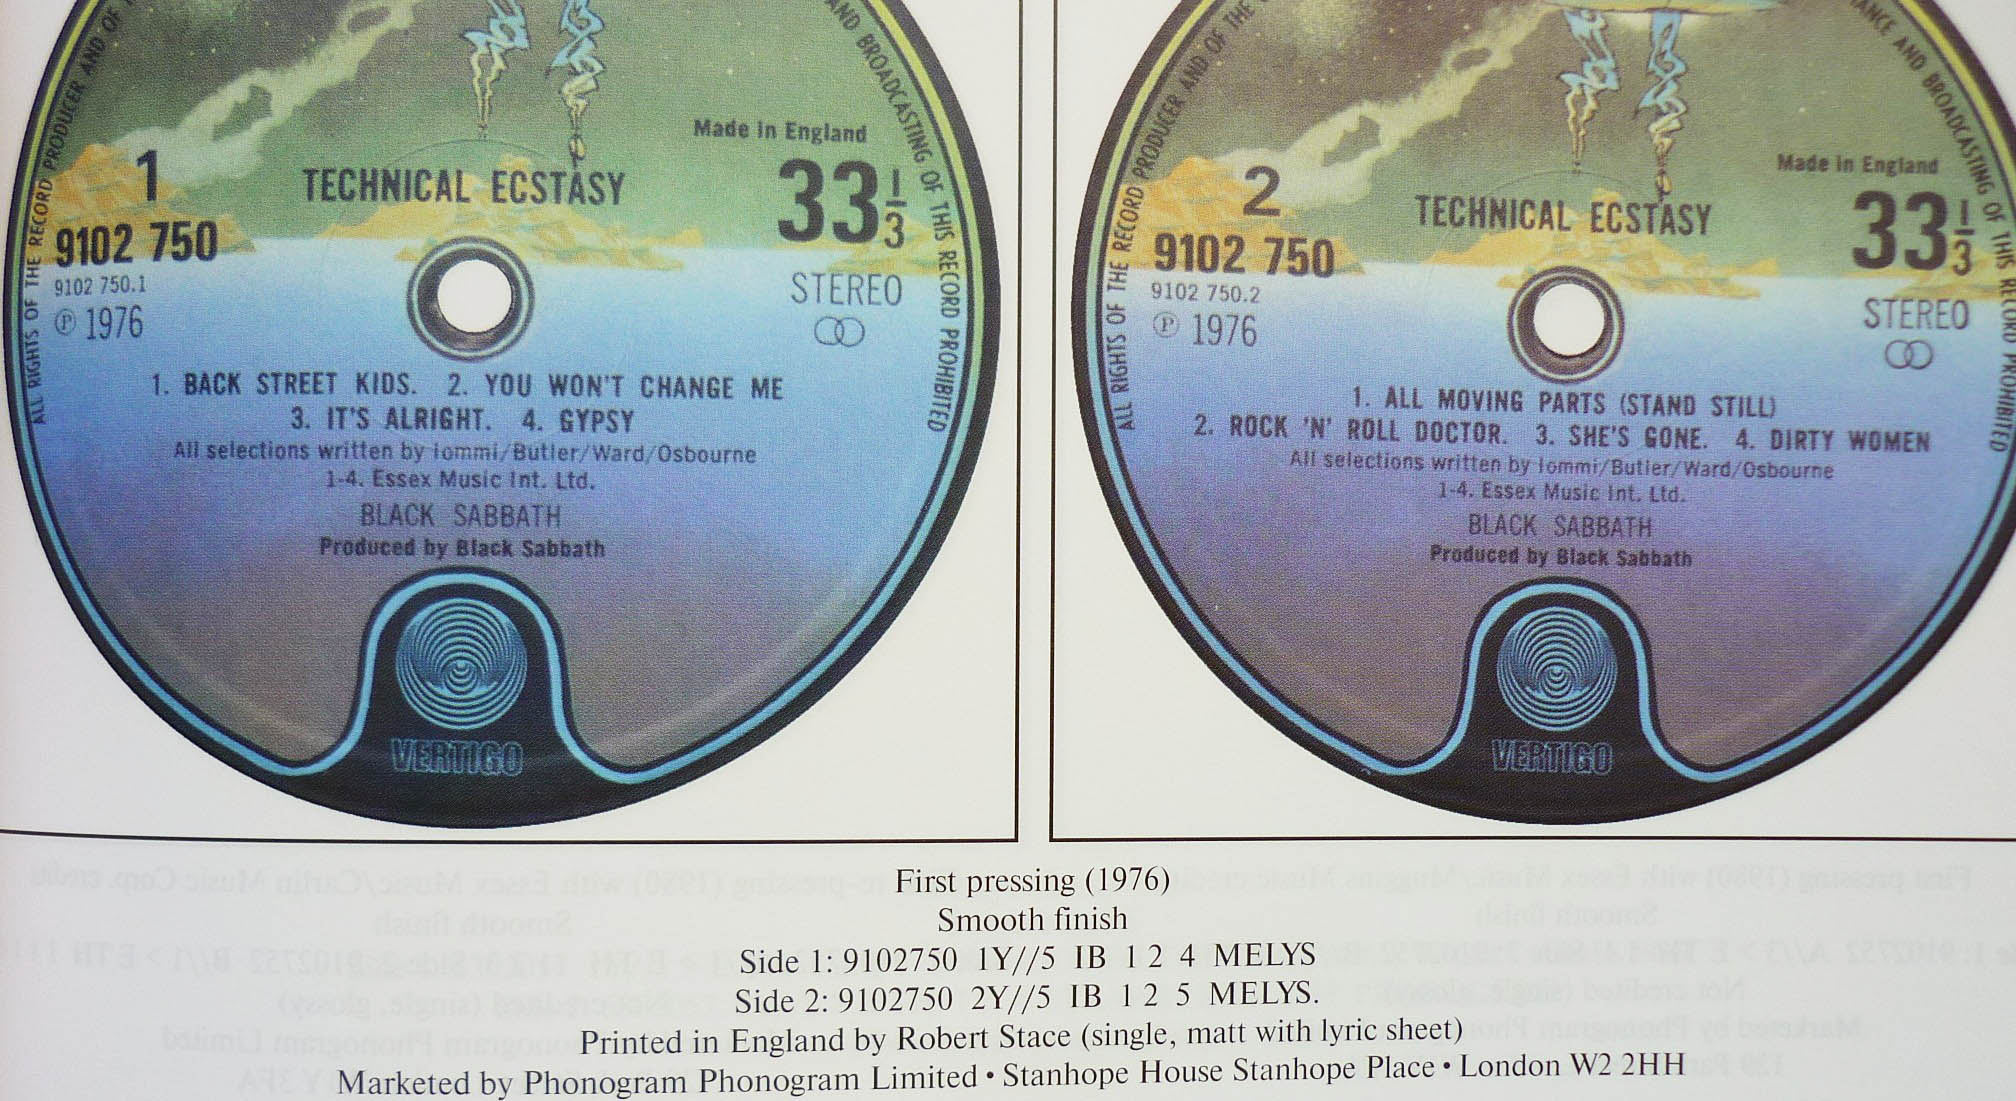 ALL RIGHTS OF THE RECORD PRODUCER AND OF
AND BROADCASTING OF THIS RECORD PROHIBITED
Made in England
1
TECHNICAL ECSTASY
33⅓
9102 750
9102 750.1
STEREO
Ⓟ 1976
1. BACK STREET KIDS. 2. YOU WON'T CHANGE ME
3. IT'S ALRIGHT. 4. GYPSY
All selections written by Iommi/Butler/Ward/Osbourne
1-4. Essex Music Int. Ltd.
BLACK SABBATH
Produced by Black Sabbath
VERTIGO
ALL RIGHTS OF THE RECORD PRODUCER AND OF THE
AND BROADCASTING OF THIS RECORD PROHIBITED
Made in England
2
TECHNICAL ECSTASY
33⅓
9102 750
9102 750.2
STEREO
Ⓟ 1976
1. ALL MOVING PARTS (STAND STILL)
2. ROCK 'N' ROLL DOCTOR. 3. SHE'S GONE. 4. DIRTY WOMEN
All selections written by Iommi/Butler/Ward/Osbourne
1-4. Essex Music Int. Ltd.
BLACK SABBATH
Produced by Black Sabbath
VERTIGO
First pressing (1976)
Smooth finish
Side 1: 9102750 1Y//5 IB 1 2 4 MELYS
Side 2: 9102750 2Y//5 IB 1 2 5 MELYS.
Printed in England by Robert Stace (single, matt with lyric sheet)
Marketed by Phonogram Phonogram Limited • Stanhope House Stanhope Place • London W2 2HH